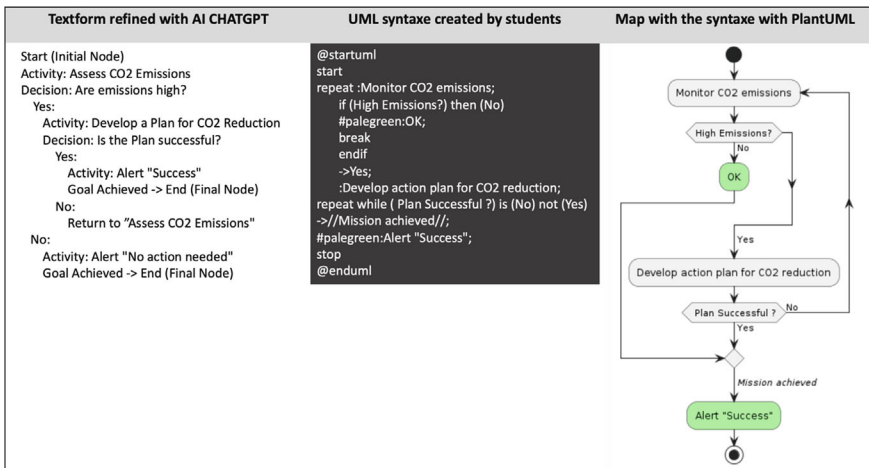 Textform refined with AI CHATGPT
UML syntaxe created by students
Map with the syntaxe with PlantUML
Start (Initial Node)
Activity: Assess CO2 Emissions
Decision: Are emissions high?
Yes:
Activity: Develop a Plan for CO2 Reduction
Decision: Is the Plan successful?
Yes:
Activity: Alert "Success"
Goal Achieved -> End (Final Node)
No:
Return to ”Assess CO2 Emissions"
No:
Activity: Alert "No action needed"
Goal Achieved -> End (Final Node)
@startuml
start
repeat :Monitor CO2 emissions;
if (High Emissions?) then (No)
#palegreen:OK;
break
endif
->Yes;
:Develop action plan for CO2 reduction;
repeat while ( Plan Successful ?) is (No) not (Yes)
->//Mission achieved//;
#palegreen:Alert "Success";
stop
@enduml
Monitor CO2 emissions
High Emissions?
No
OK
Yes
Develop action plan for CO2 reduction
Plan Successful ?
No
Yes
Mission achieved
Alert "Success"